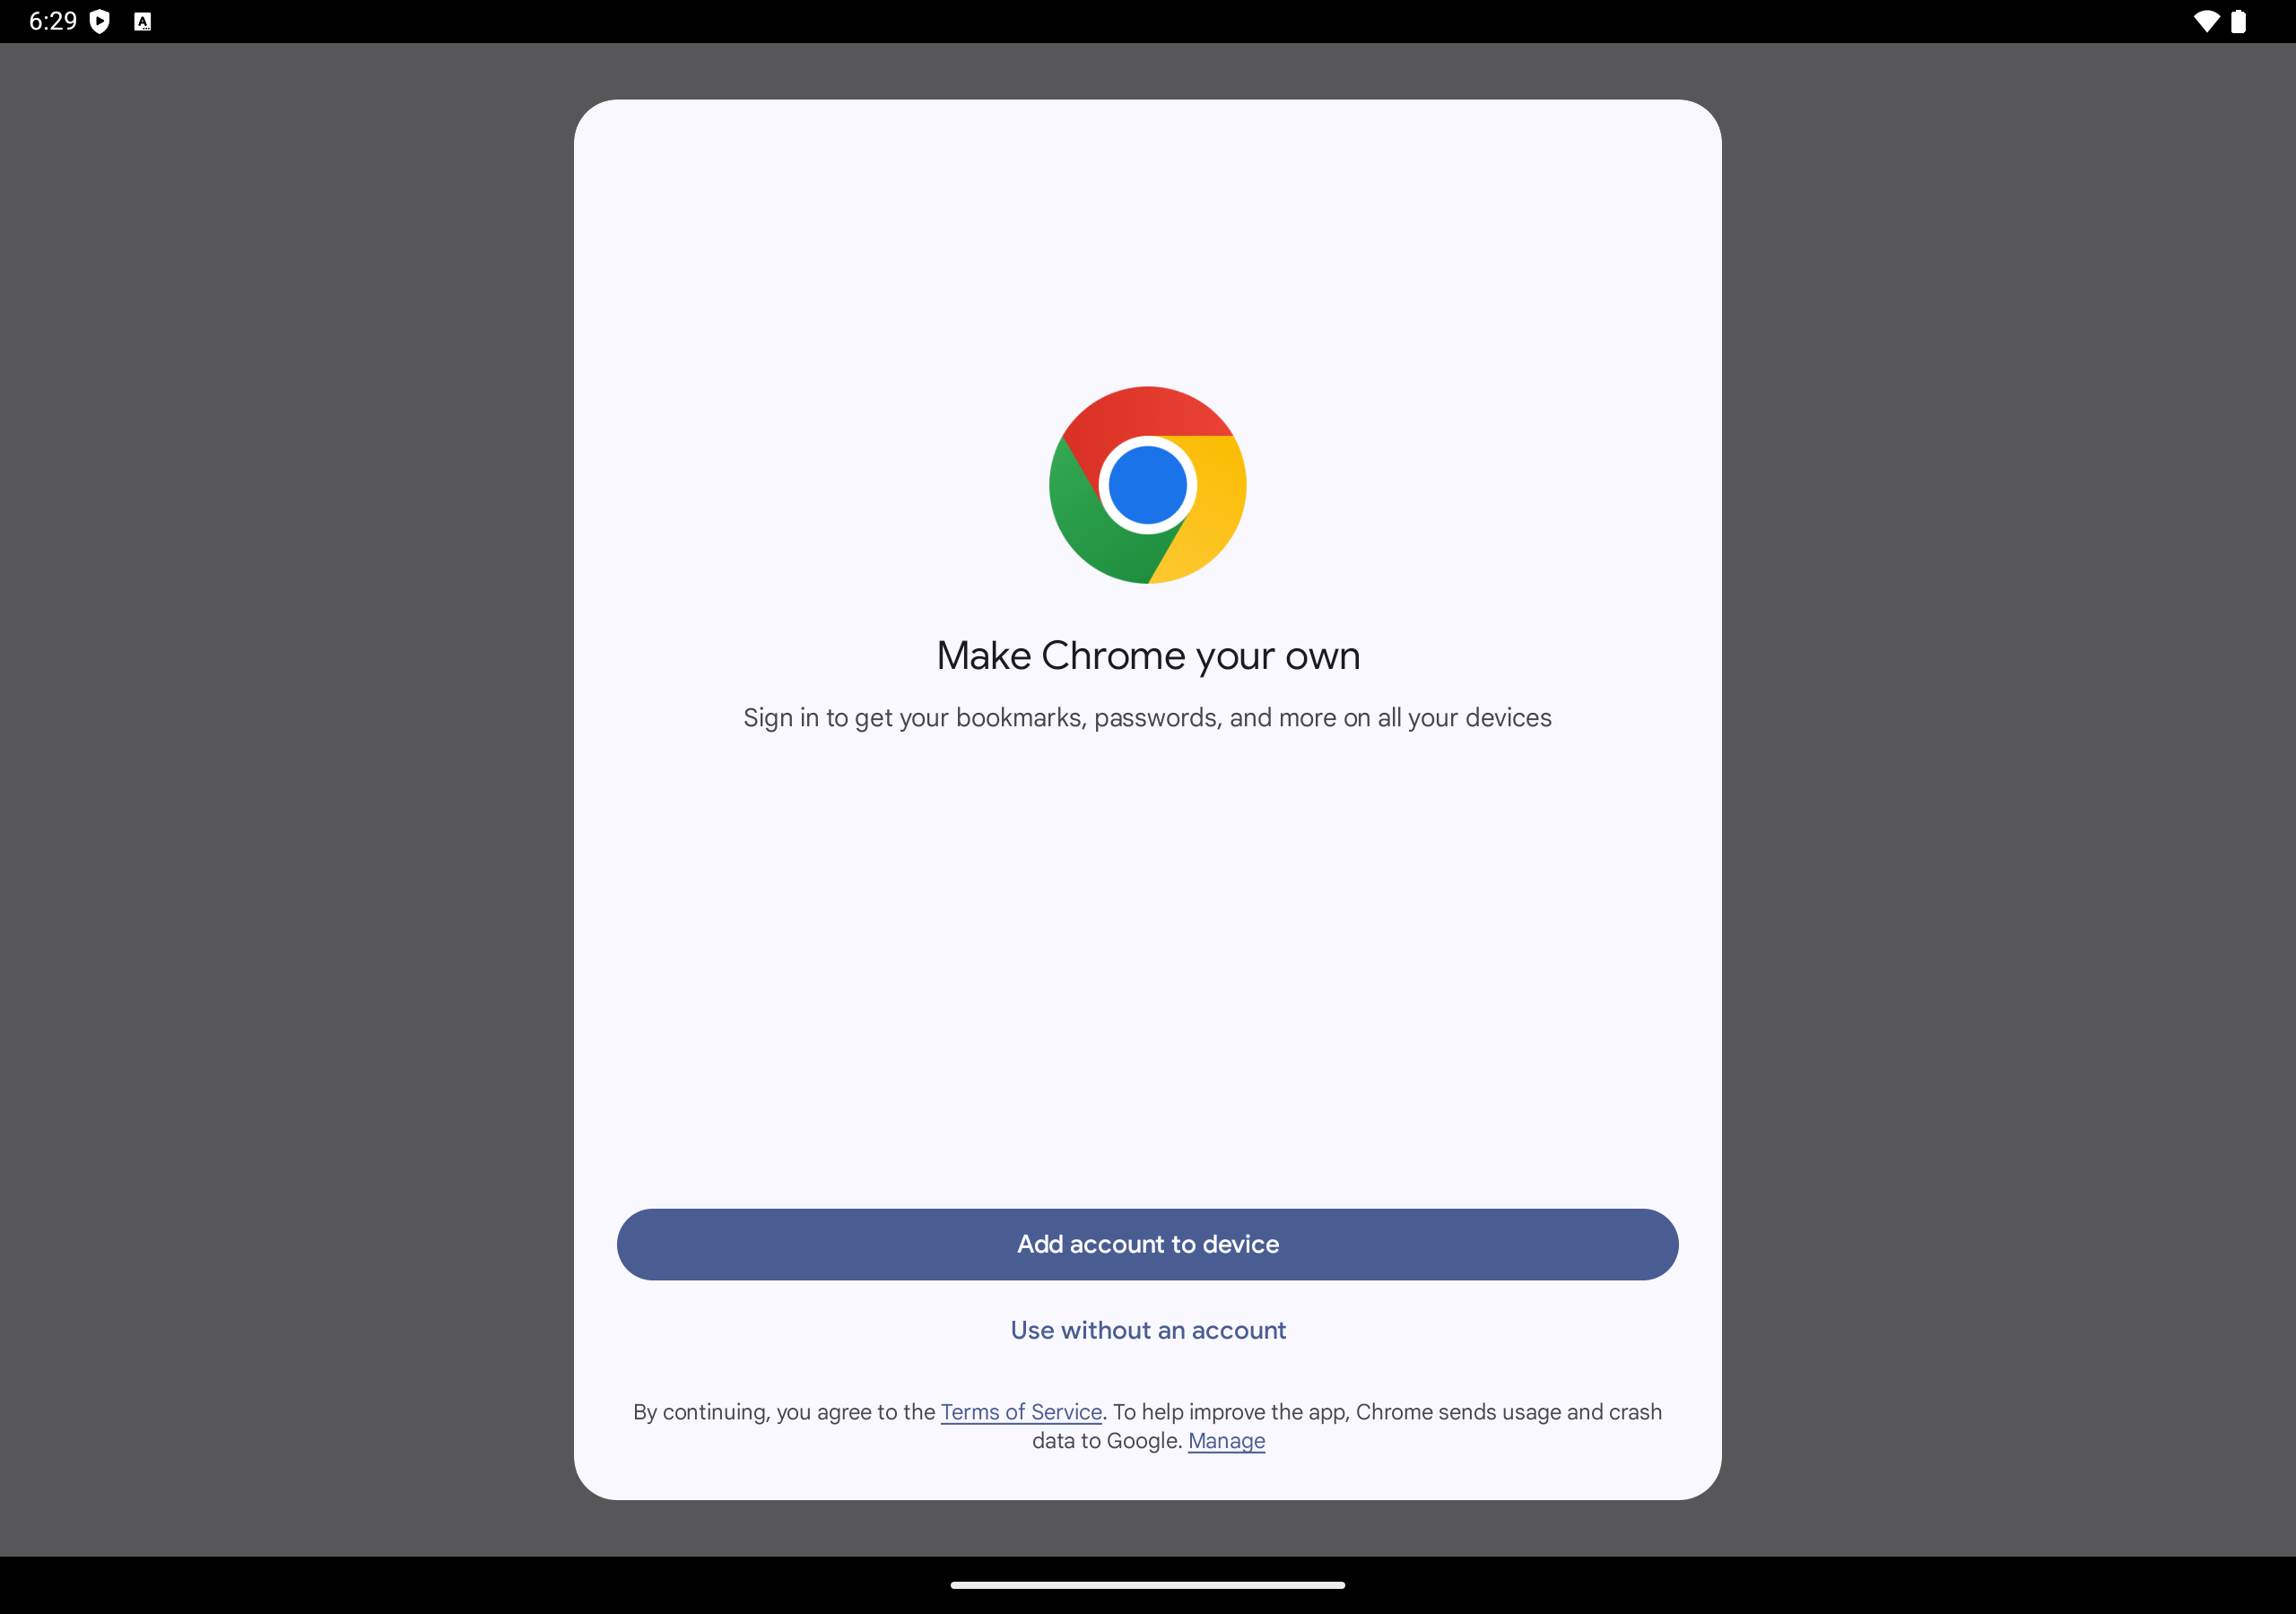 6:29
Make Chrome your own
Sign in to get your bookmarks, passwords, and more on all your devices
Add account to device
Use without an account
By continuing, you agree to the Terms of Service. To help improve the app, Chrome sends usage and crash
data to Google. Manage